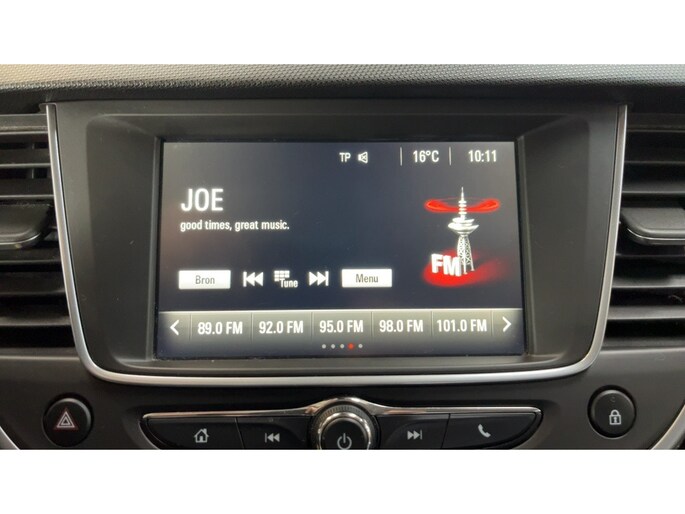 TP 16°C 10:11
JOE
good times, great music.
FM
Bron Tune Menu
89.0 FM 92.0 FM 95.0 FM 98.0 FM 101.0 FM